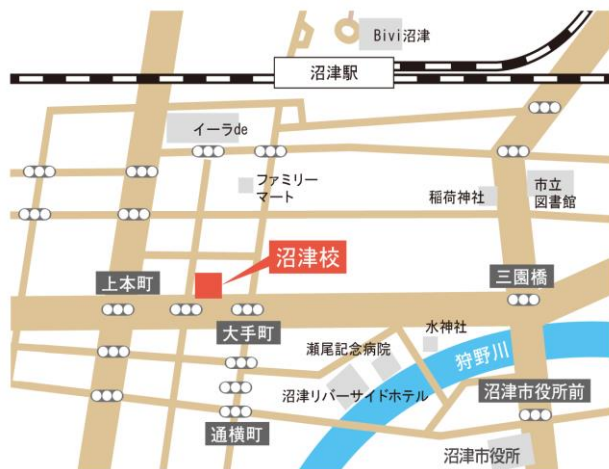 Bivi沼津
沼津駅
イーラde
ファミリー
マート
稲荷神社
市立
図書館
沼津校
上本町
三園橋
大手町
水神社
瀬尾記念病院
狩野川
沼津リバーサイドホテル
沼津市役所前
通横町
沼津市役所